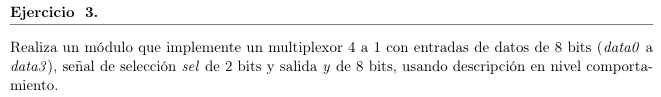 Ejercicio 3.
Realiza un módulo que implemente un multiplexor 4 a 1 con entradas de datos de 8 bits (data0 a
data3), señal de selección sel de 2 bits y salida y de 8 bits, usando descripción en nivel comporta-
miento.